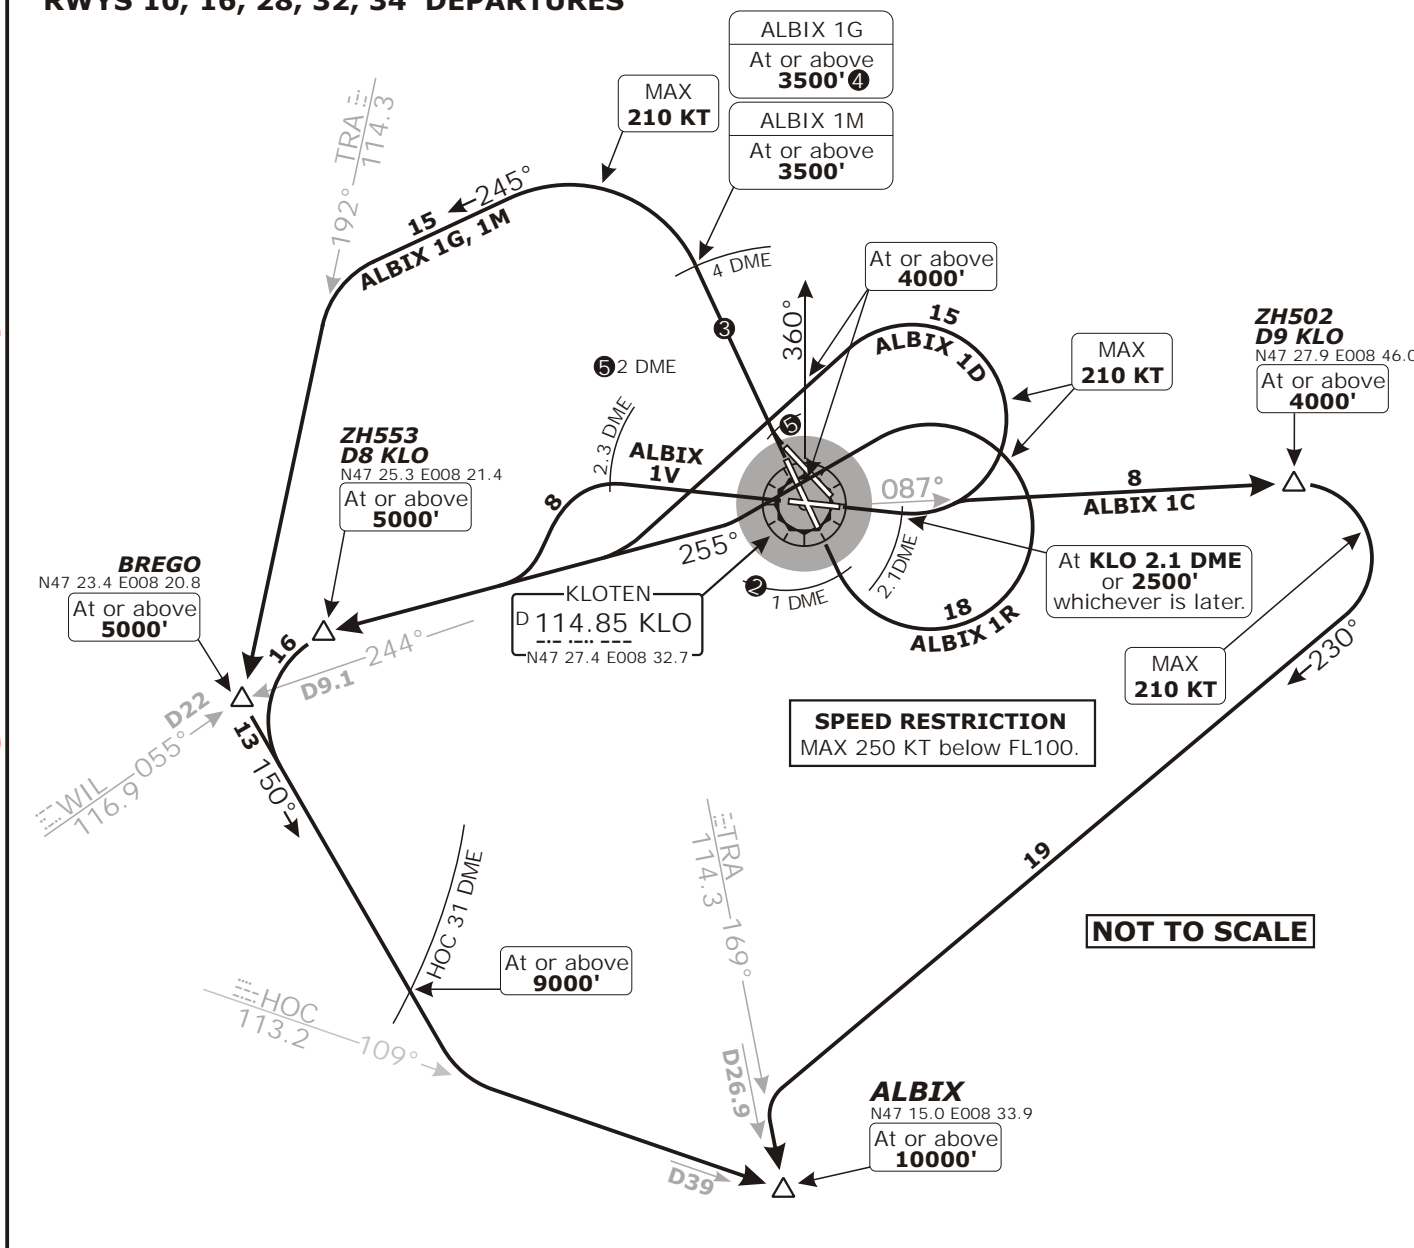 RWYS 10, 16, 28, 32, 34 DEPARTURES
ALBIX 1G
At or above
3500' 4
ALBIX 1M
At or above
3500'
MAX
210 KT
TRA
114.3
192°
245°
15
ALBIX 1G, 1M
4 DME
At or above
4000'
3
360°
15
ALBIX 1D
MAX
210 KT
ZH502
D9 KLO
N47 27.9 E008 46.0
At or above
4000'
5 2 DME
5
2.3 DME
ALBIX
1V
8
ZH553
D8 KLO
N47 25.3 E008 21.4
At or above
5000'
087°
8
ALBIX 1C
255°
2.1DME
At KLO 2.1 DME
or 2500'
whichever is later.
BREGO
N47 23.4 E008 20.8
At or above
5000'
2 1 DME
KLOTEN
D 114.85 KLO
N47 27.4 E008 32.7
18
ALBIX 1R
16
244°
D9.1
MAX
210 KT
230°
D22
055°
WIL
116.9
13
150°
SPEED RESTRICTION
MAX 250 KT below FL100.
TRA
114.3
169°
D26.9
19
NOT TO SCALE
HOC 31 DME
At or above
9000'
HOC
113.2
109°
D39
ALBIX
N47 15.0 E008 33.9
At or above
10000'